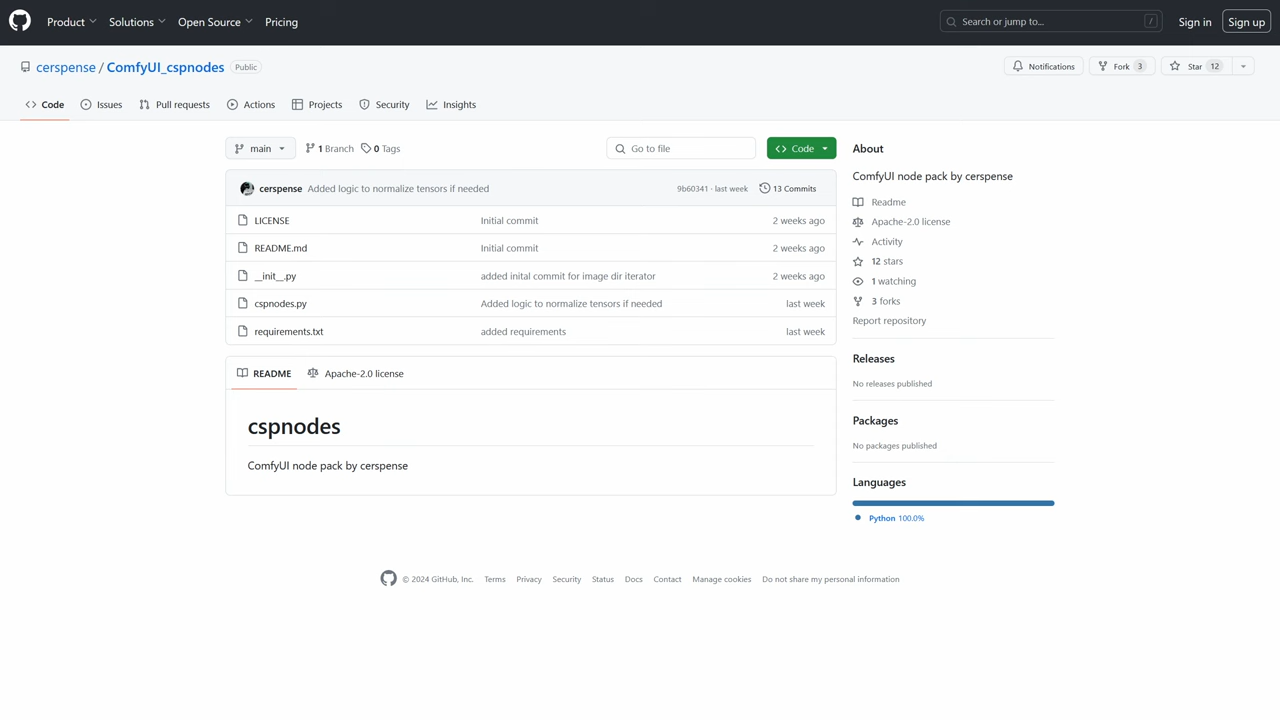 Product Solutions Open Source Pricing Search or jump to... / Sign in Sign up
cerspense / ComfyUI_cspnodes Public Notifications Fork 3 Star 12
Code Issues Pull requests Actions Projects Security Insights
main 1 Branch 0 Tags Go to file Code
cerspense Added logic to normalize tensors if needed 9b60341 · last week 13 Commits
LICENSE Initial commit 2 weeks ago
README.md Initial commit 2 weeks ago
__init__.py added inital commit for image dir iterator 2 weeks ago
cspnodes.py Added logic to normalize tensors if needed last week
requirements.txt added requirements last week
README Apache-2.0 license
cspnodes
ComfyUI node pack by cerspense
About
ComfyUI node pack by cerspense
Readme
Apache-2.0 license
Activity
12 stars
1 watching
3 forks
Report repository
Releases
No releases published
Packages
No packages published
Languages
Python 100.0%
© 2024 GitHub, Inc. Terms Privacy Security Status Docs Contact Manage cookies Do not share my personal information